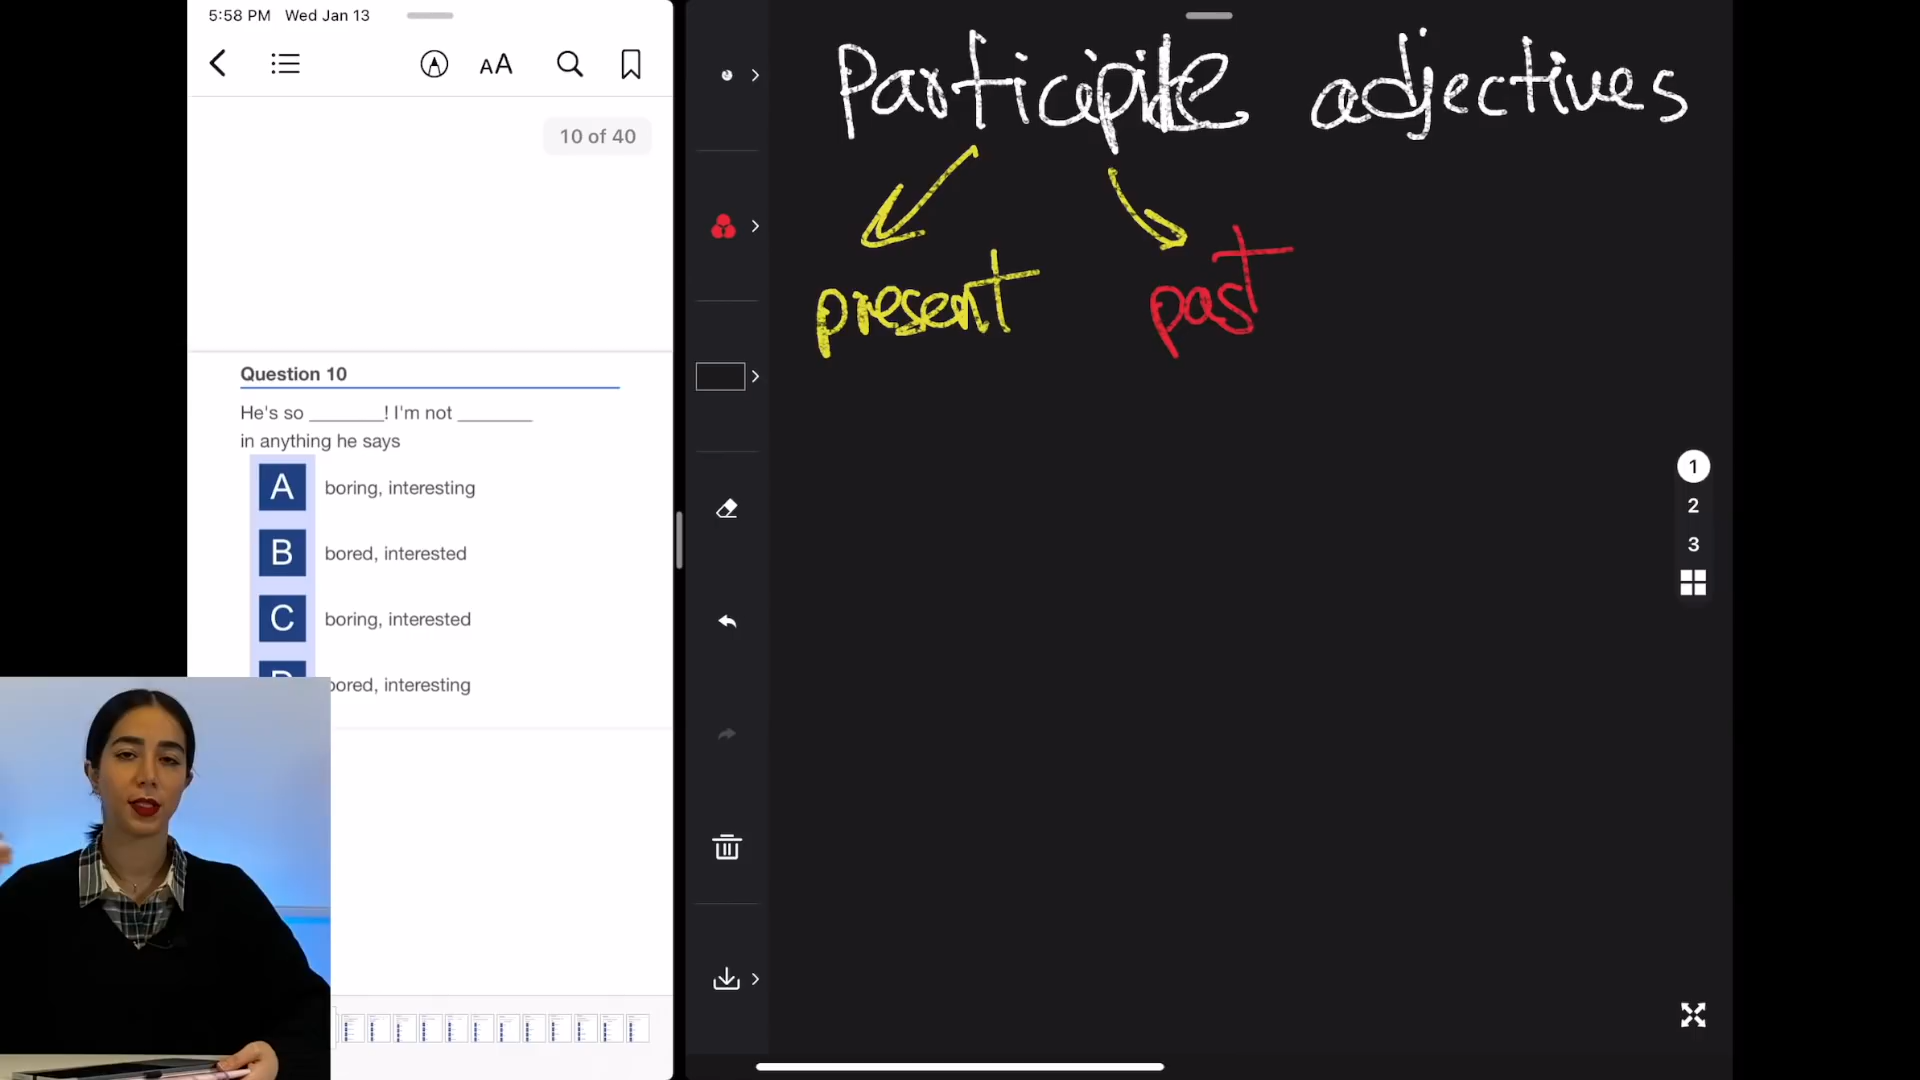 5:58 PM Wed Jan 13
AA
10 of 40
Question 10
He's so ________! I'm not ________
in anything he says
A boring, interesting
B bored, interested
C boring, interested
D bored, interesting
Participle adjectives
present past
1
2
3